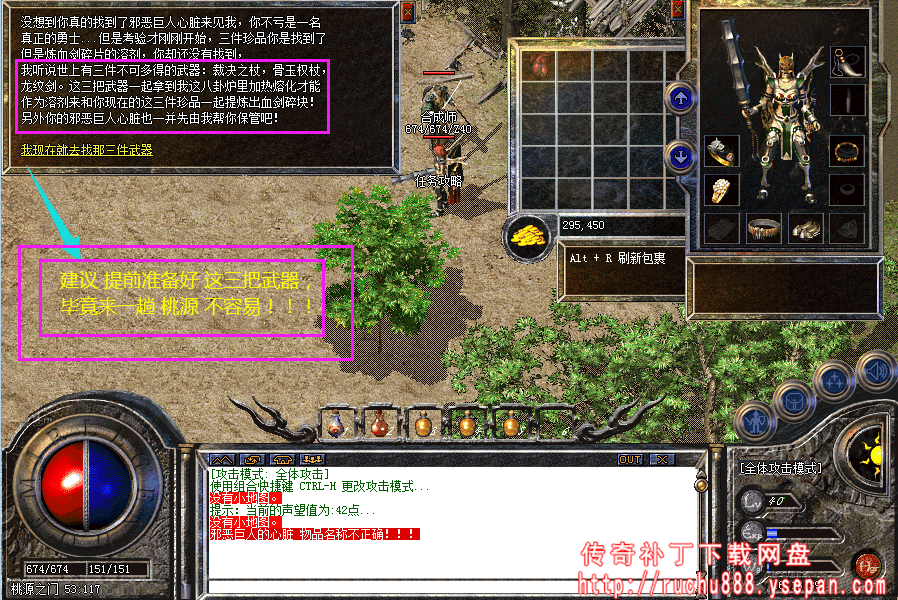 没想到你真的找到了邪恶巨人心脏来见我，你不亏是一名
真正的勇士...但是考验才刚刚开始，三件珍品你是找到了
但是炼血剑碎片的溶剂，你却还没有找到，
我听说世上有三件不可多得的武器：裁决之杖，骨玉权杖，
龙纹剑。这三把武器一起拿到我这八卦炉里加热熔化才能
作为溶剂来和你现在的这三件珍品一起提炼出血剑碎块！
另外你的邪恶巨人心脏也一并先由我帮你保管吧！
我现在就去找那三件武器
合成师
674/674/240
任务攻略
建议 提前准备好 这三把武器，
毕竟来一趟 桃源 不容易！！！
295,450
Alt + R 刷新包裹
OUT
[攻击模式: 全体攻击]
使用组合快捷键 CTRL-H 更改攻击模式...
没有小地图。
提示：当前的声望值为:42点...
没有小地图。
邪恶巨人的心脏 物品名称不正确！！！
[全体攻击模式]
Lv
40
Exp
674/674
151/151
桃源之门 53:117
传奇补丁下载网盘
http://ruchu888.ysepan.com